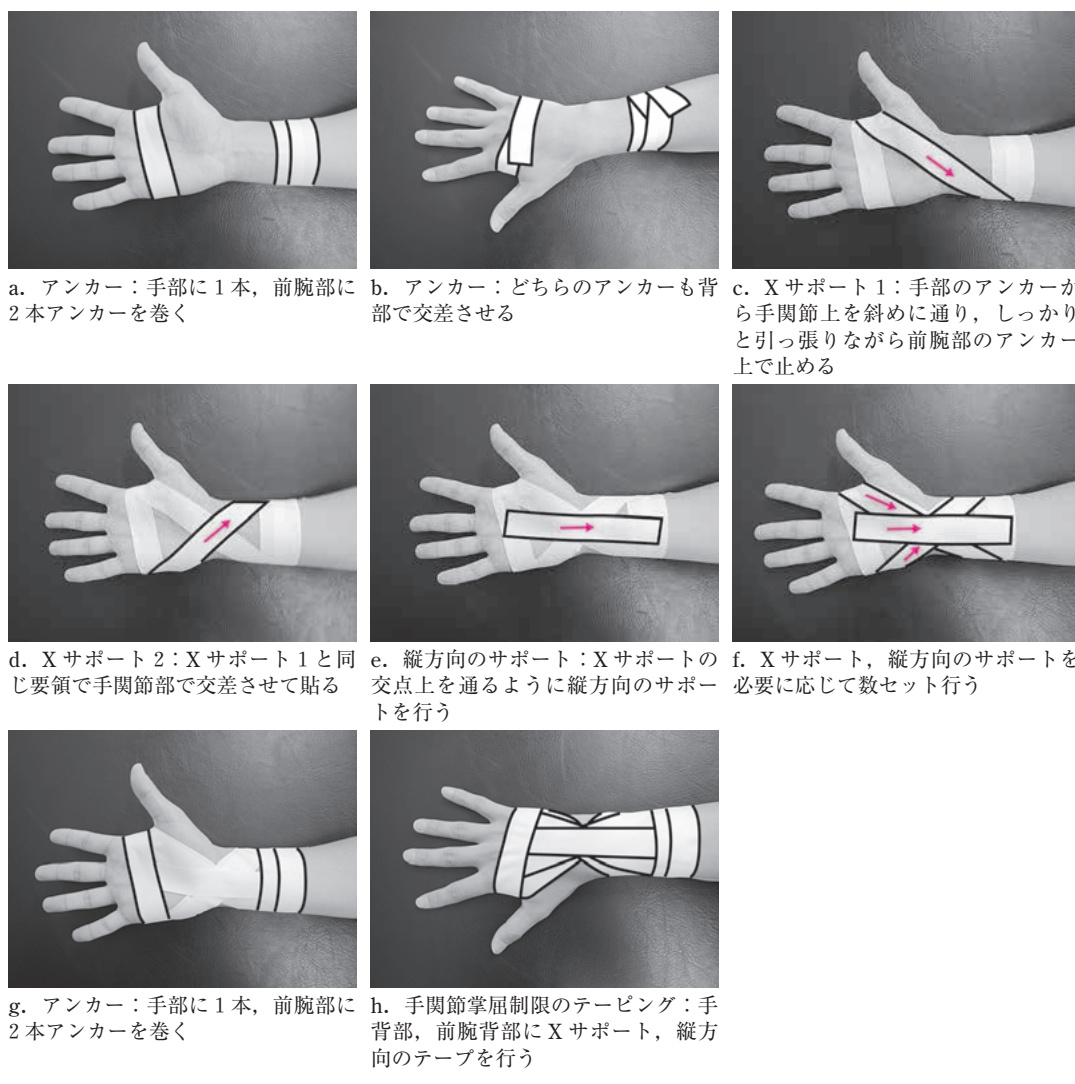 a．アンカー：手部に1本，前腕部に
2本アンカーを巻く
b．アンカー：どちらのアンカーも背
部で交差させる
c．Xサポート1：手部のアンカーか
ら手関節上を斜めに通り，しっかり
と引っ張りながら前腕部のアンカー
上で止める
d．Xサポート2：Xサポート1と同
じ要領で手関節部で交差させて貼る
e．縦方向のサポート：Xサポートの
交点上を通るように縦方向のサポー
トを行う
f．Xサポート，縦方向のサポートを
必要に応じて数セット行う
g．アンカー：手部に1本，前腕部に
2本アンカーを巻く
h．手関節掌屈制限のテーピング：手
背部，前腕背部にXサポート，縦方
向のテープを行う